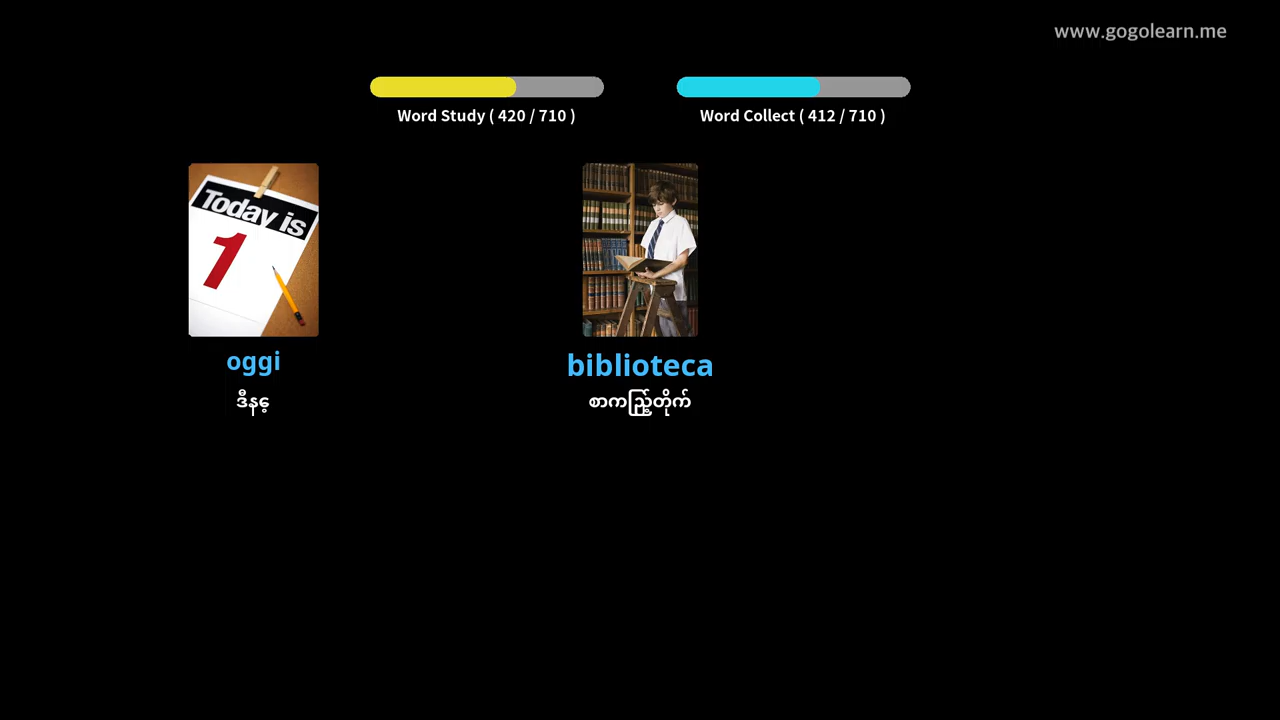 www.gogolearn.me
Word Study ( 420 / 710 )
Word Collect ( 412 / 710 )
Today is
1
oggi
biblioteca
ဒီနေ့
စာကြည့်တိုက်